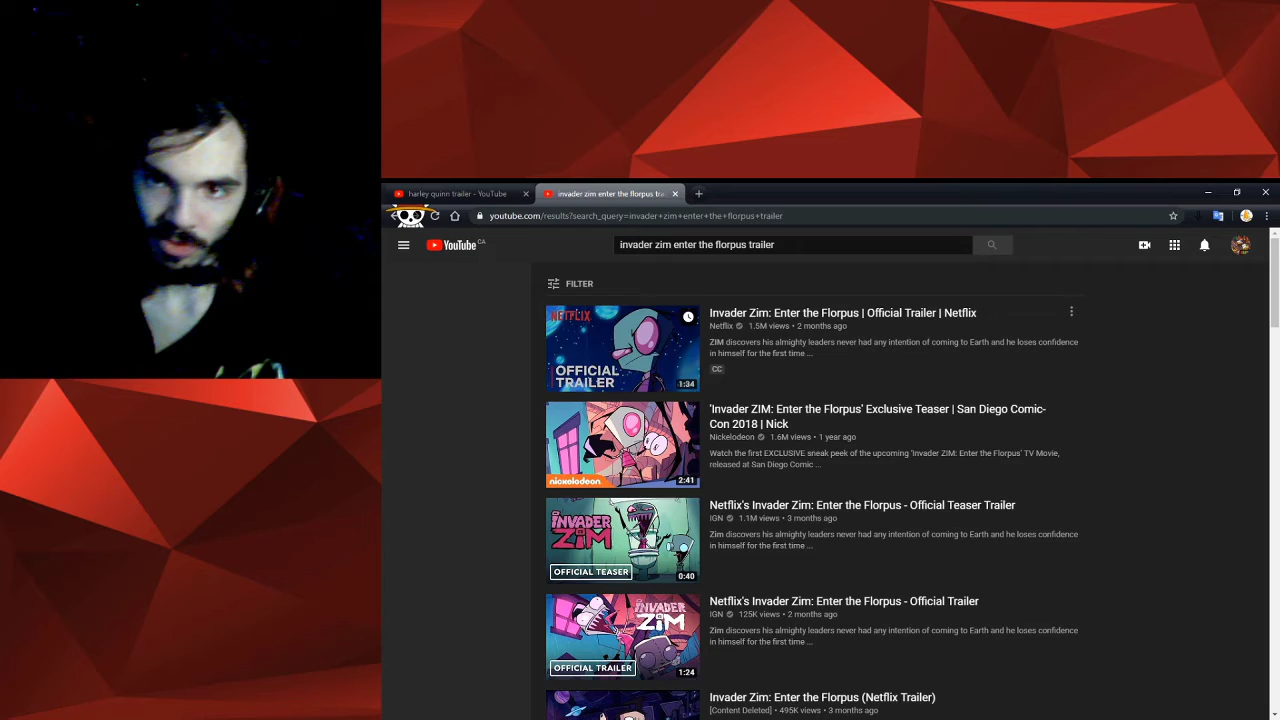 harley quinn trailer - YouTube
invader zim enter the florpus tra
youtube.com/results?search_query=invader+zim+enter+the+florpus+trailer
YouTube CA
invader zim enter the florpus trailer
FILTER
NETFLIX
OFFICIAL
TRAILER
1:34
Invader Zim: Enter the Florpus | Official Trailer | Netflix
Netflix 1.5M views • 2 months ago
ZIM discovers his almighty leaders never had any intention of coming to Earth and he loses confidence
in himself for the first time ...
CC
nickelodeon
2:41
'Invader ZIM: Enter the Florpus' Exclusive Teaser | San Diego Comic-
Con 2018 | Nick
Nickelodeon 1.6M views • 1 year ago
Watch the first EXCLUSIVE sneak peek of the upcoming 'Invader ZIM: Enter the Florpus' TV Movie,
released at San Diego Comic ...
INVADER
ZIM
OFFICIAL TEASER
0:40
Netflix's Invader Zim: Enter the Florpus - Official Teaser Trailer
IGN 1.1M views • 3 months ago
Zim discovers his almighty leaders never had any intention of coming to Earth and he loses confidence
in himself for the first time ...
INVADER
ZIM
OFFICIAL TRAILER
1:24
Netflix's Invader Zim: Enter the Florpus - Official Trailer
IGN 125K views • 2 months ago
Zim discovers his almighty leaders never had any intention of coming to Earth and he loses confidence
in himself for the first time ...
Invader Zim: Enter the Florpus (Netflix Trailer)
[Content Deleted] • 495K views • 3 months ago